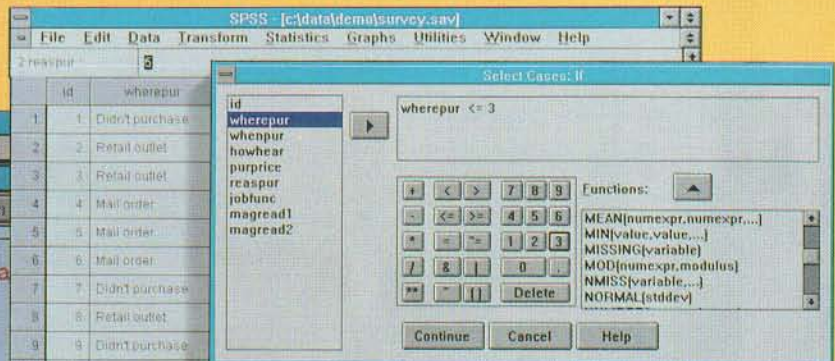 SPSS - [c:\data\demo\survey.sav]
File Edit Data Transform Statistics Graphs Utilities Window Help
2:reaspur 6
id wherepur
1 1 Didn't purchase
2 2 Retail outlet
3 3 Retail outlet
4 4 Mail order
5 5 Mail order
6 6 Mail order
7 7 Didn't purchase
8 8 Retail outlet
9 9 Didn't purchase
Select Cases: If
id
wherepur
whenpur
howhear
purprice
reaspur
jobfunc
magread1
magread2
wherepur <= 3
+ < > 7 8 9
- <= >= 4 5 6
* = ~= 1 2 3
/ & | 0 .
** ~ () Delete
Functions:
MEAN(numexpr,numexpr,...)
MIN(value,value,...)
MISSING(variable)
MOD(numexpr,modulus)
NMISS(variable,...)
NORMAL(stddev)
Continue Cancel Help